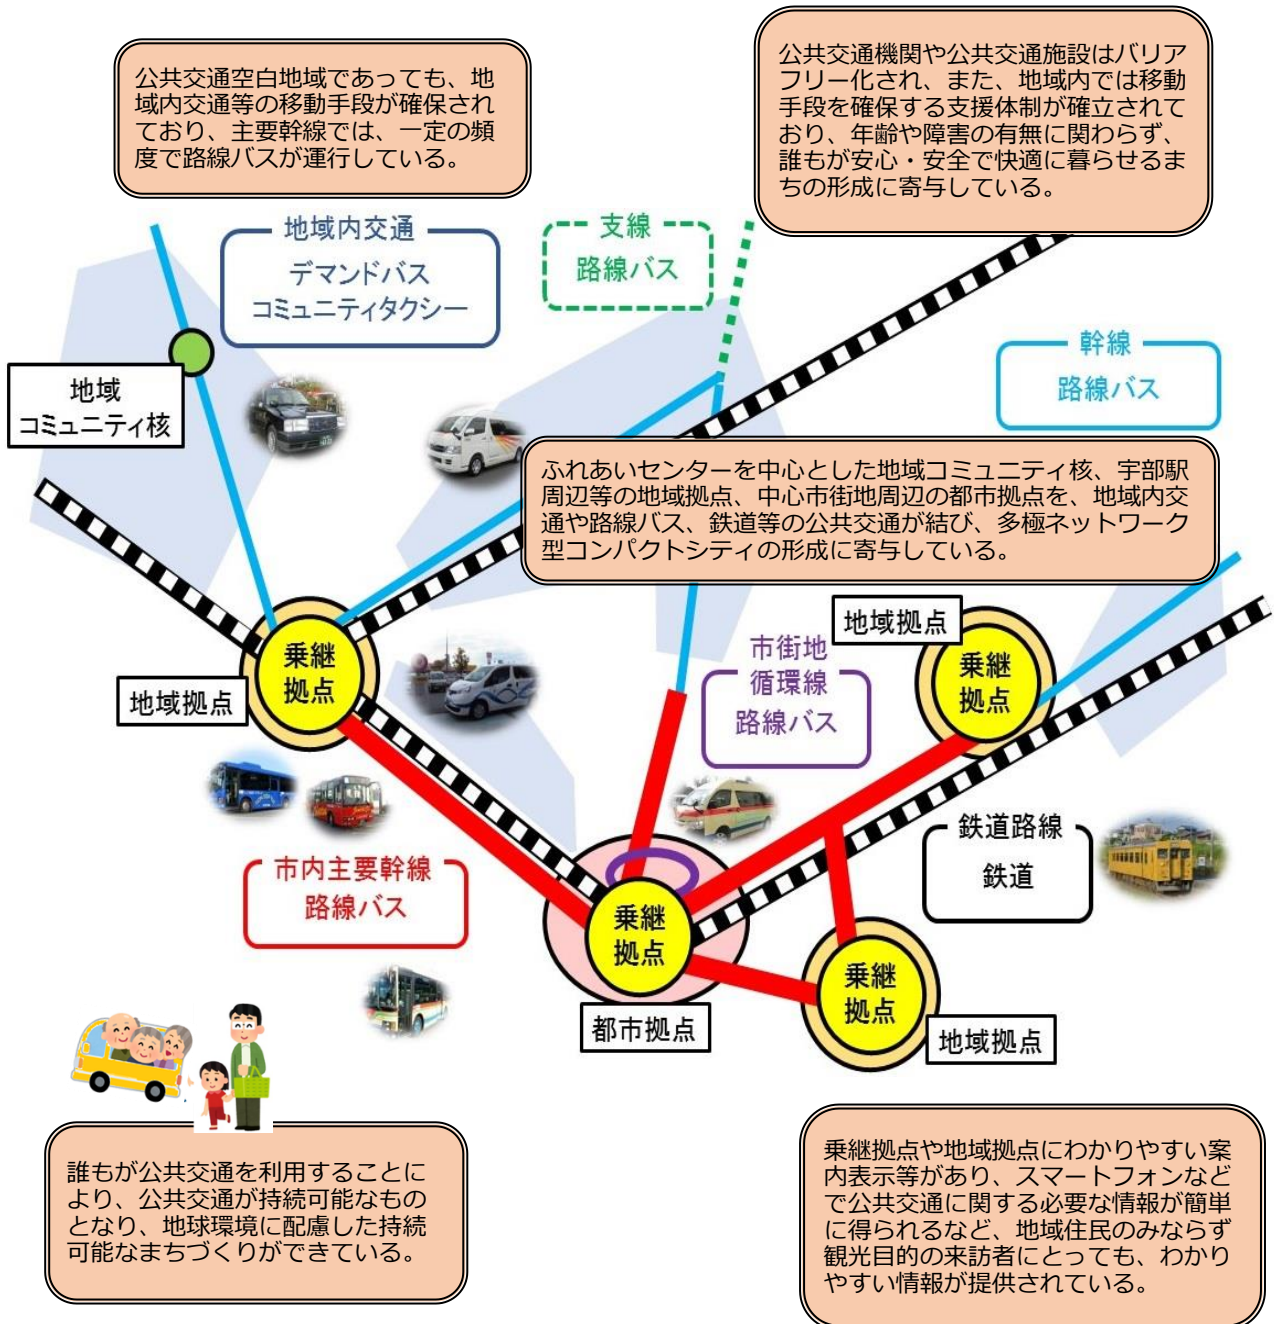 公共交通空白地域であっても、地
域内交通等の移動手段が確保され
ており、主要幹線では、一定の頻
度で路線バスが運行している。
公共交通機関や公共交通施設はバリア
フリー化され、また、地域内では移動
手段を確保する支援体制が確立されて
おり、年齢や障害の有無に関わらず、
誰もが安心・安全で快適に暮らせるま
ちの形成に寄与している。
地域内交通
デマンドバス
コミュニティタクシー
支線
路線バス
幹線
路線バス
地域
コミュニティ核
ふれあいセンターを中心とした地域コミュニティ核、宇部駅
周辺等の地域拠点、中心市街地周辺の都市拠点を、地域内交
通や路線バス、鉄道等の公共交通が結び、多極ネットワーク
型コンパクトシティの形成に寄与している。
乗継
拠点
地域拠点
市街地
循環線
路線バス
地域拠点
乗継
拠点
市内主要幹線
路線バス
鉄道路線
鉄道
乗継
拠点
都市拠点
乗継
拠点
地域拠点
誰もが公共交通を利用することに
より、公共交通が持続可能なもの
となり、地球環境に配慮した持続
可能なまちづくりができている。
乗継拠点や地域拠点にわかりやすい案
内表示等があり、スマートフォンなど
で公共交通に関する必要な情報が簡単
に得られるなど、地域住民のみならず
観光目的の来訪者にとっても、わかり
やすい情報が提供されている。